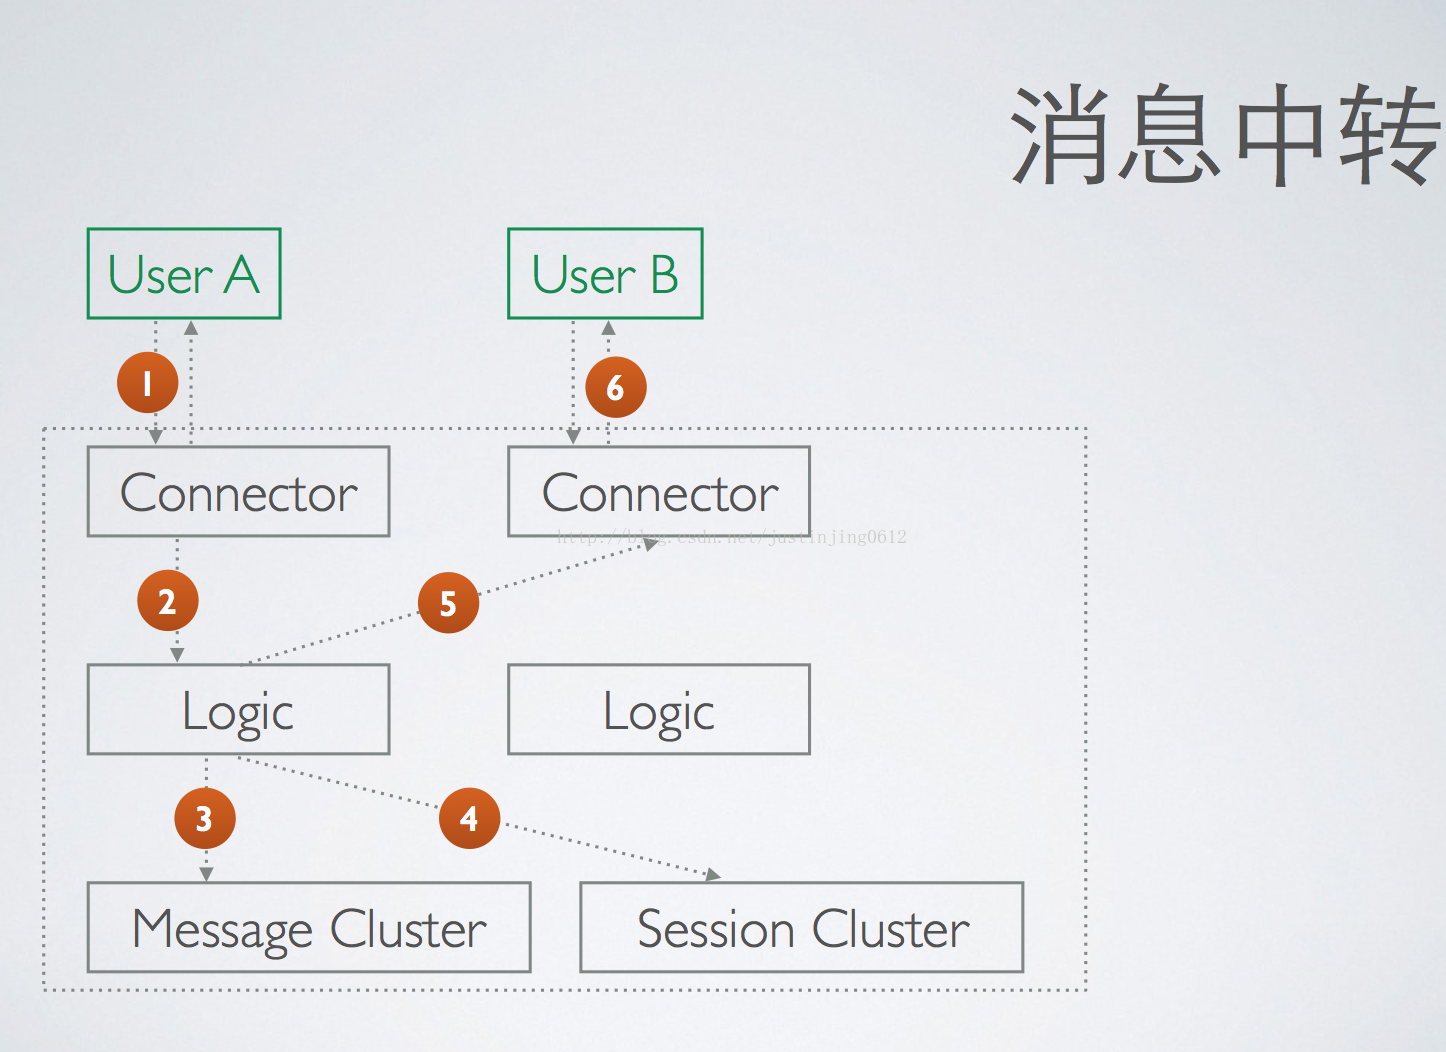 消息中转
User A
User B
1
6
Connector
Connector
http://blog.csdn.net/justinjing0612
2
5
Logic
Logic
3
4
Message Cluster
Session Cluster